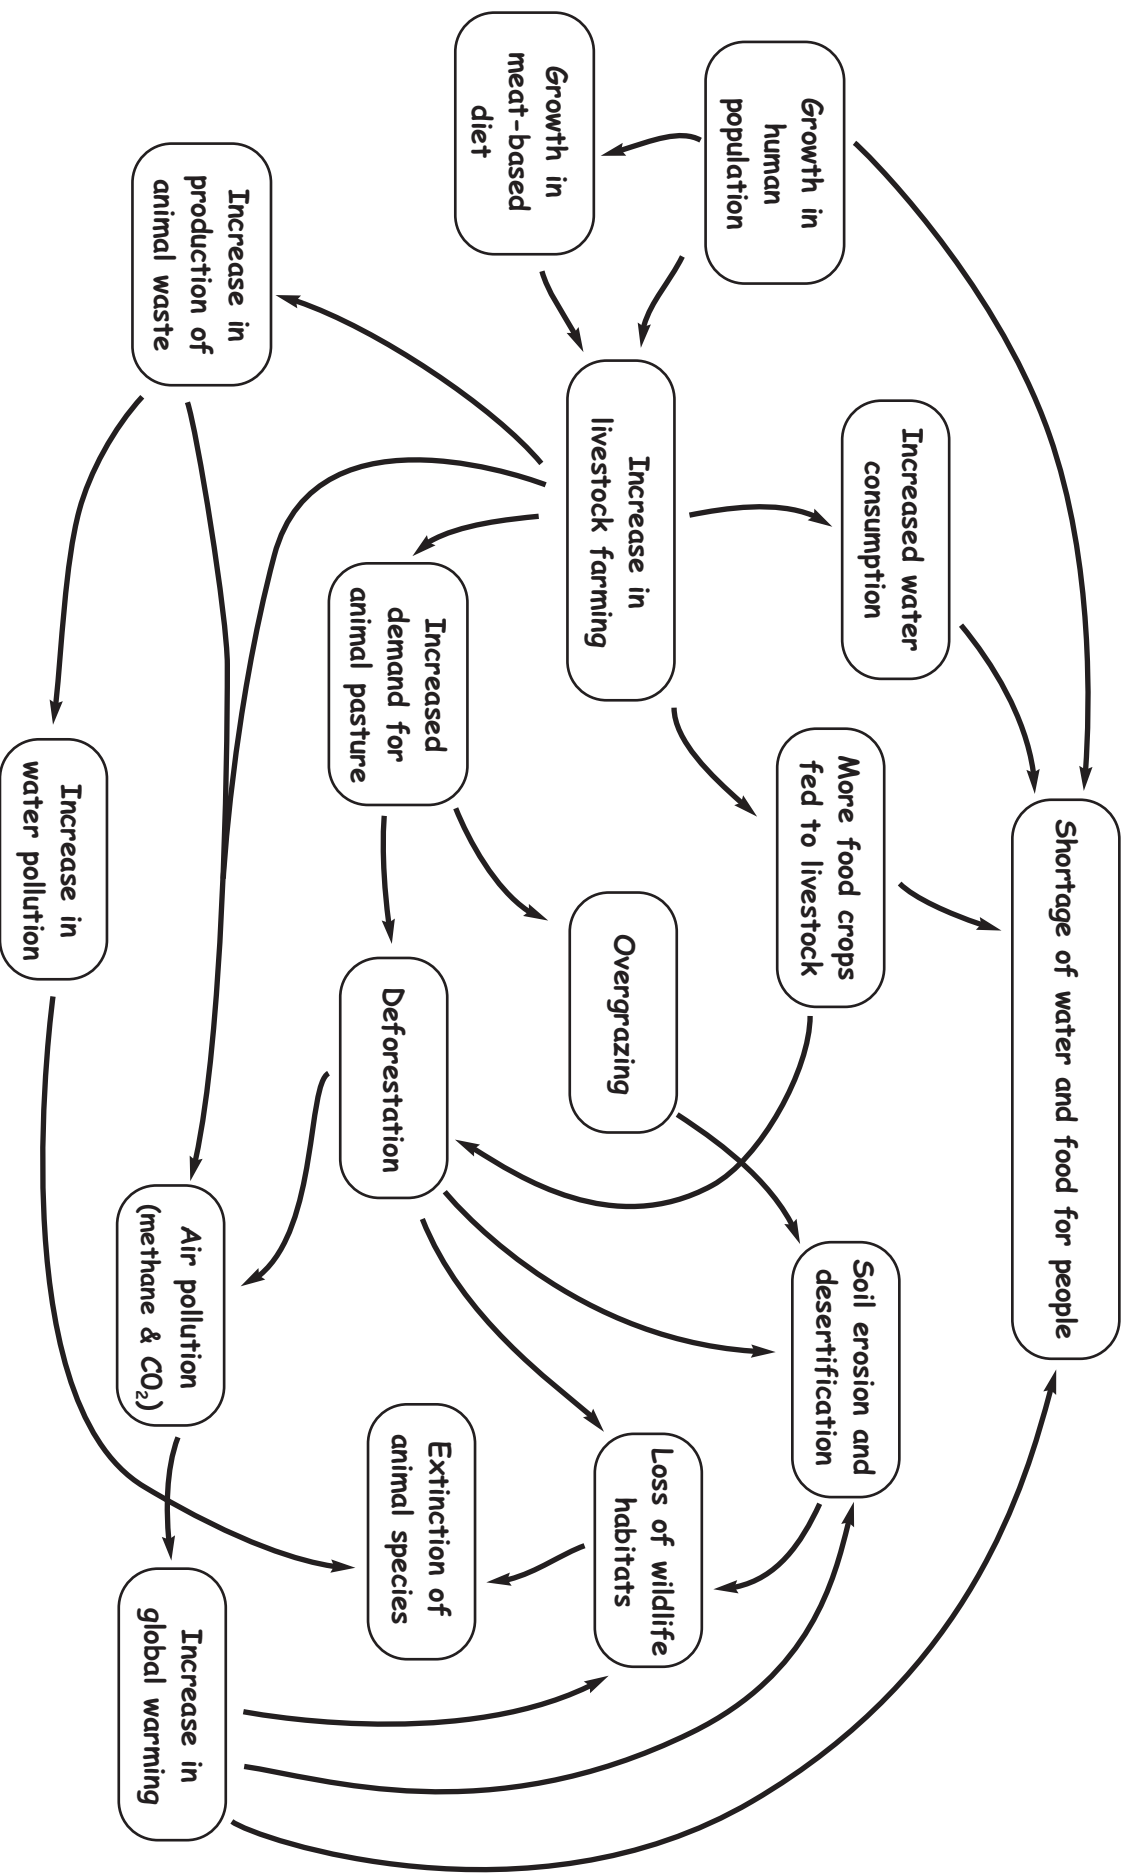 Growth in
human
population
Growth in
meat-based
diet
Increase in
production of
animal waste
Increased water
consumption
Increase in
livestock farming
Increased
demand for
animal pasture
Shortage of water and food for people
More food crops
fed to livestock
Overgrazing
Deforestation
Increase in
water pollution
Soil erosion and
desertification
Loss of wildlife
habitats
Extinction of
animal species
Air pollution
(methane & CO₂)
Increase in
global warming